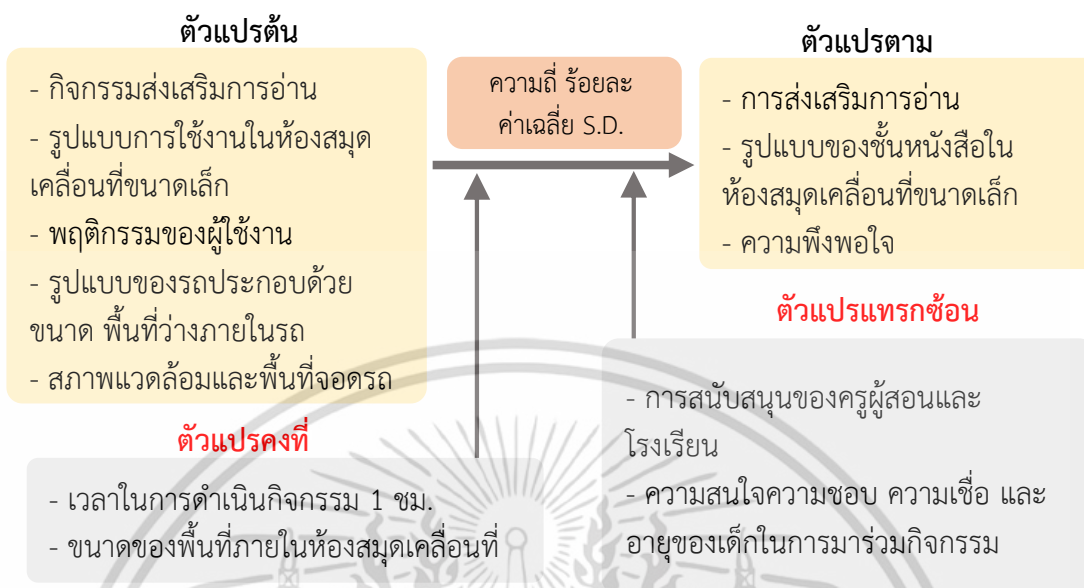 ตัวแปรต้น
- กิจกรรมส่งเสริมการอ่าน
- รูปแบบการใช้งานในห้องสมุด
เคลื่อนที่ขนาดเล็ก
- พฤติกรรมของผู้ใช้งาน
- รูปแบบของรถประกอบด้วย
ขนาด พื้นที่ว่างภายในรถ
- สภาพแวดล้อมและพื้นที่จอดรถ
ความถี่ ร้อยละ
ค่าเฉลี่ย S.D.
ตัวแปรตาม
- การส่งเสริมการอ่าน
- รูปแบบของชั้นหนังสือใน
ห้องสมุดเคลื่อนที่ขนาดเล็ก
- ความพึงพอใจ
ตัวแปรคงที่
- เวลาในการดำเนินกิจกรรม 1 ชม.
- ขนาดของพื้นที่ภายในห้องสมุดเคลื่อนที่
ตัวแปรแทรกซ้อน
- การสนับสนุนของครูผู้สอนและ
โรงเรียน
- ความสนใจความชอบ ความเชื่อ และ
อายุของเด็กในการมาร่วมกิจกรรม